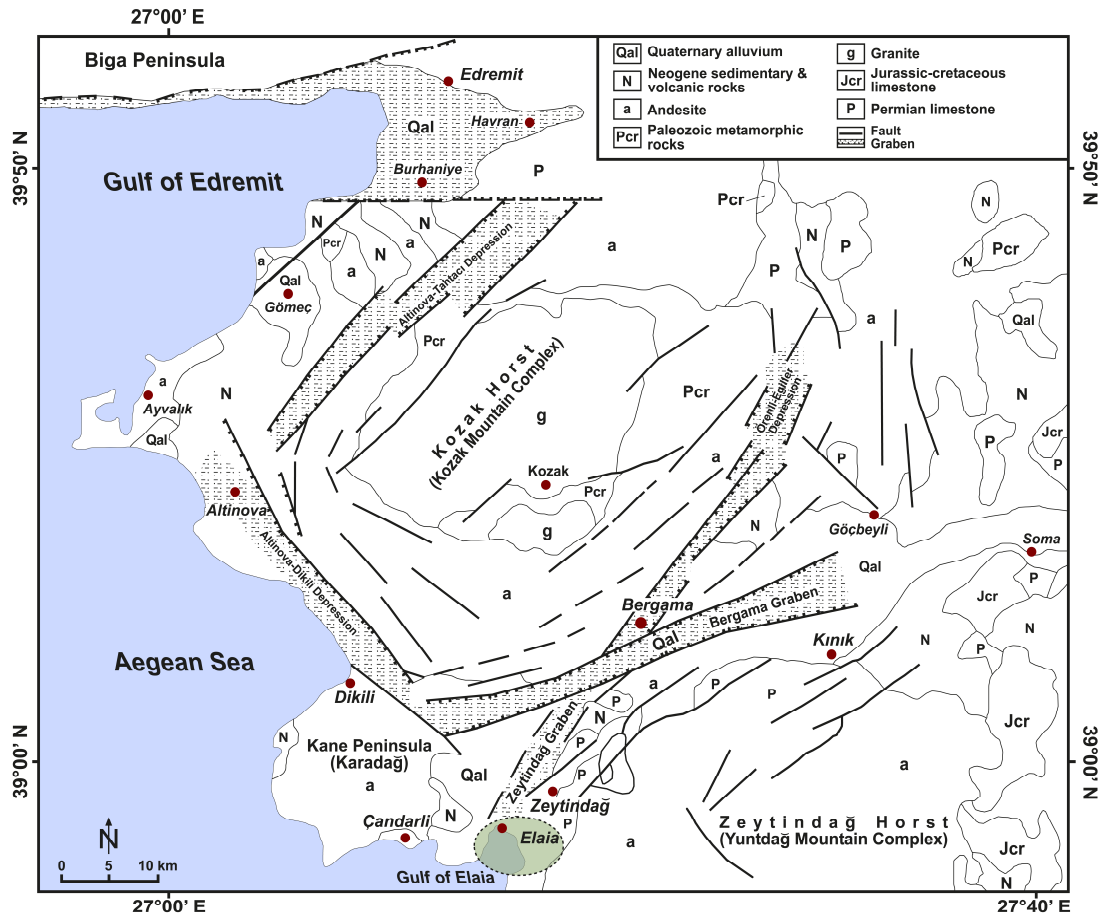 27°00’ E
Biga Peninsula
Edremit
Qal
Havran
Gulf of Edremit
Burhaniye
P
39°50’ N
39°50’ N
Qal Quaternary alluvium
N Neogene sedimentary &
volcanic rocks
a Andesite
Pcr Paleozoic metamorphic
rocks
g Granite
Jcr Jurassic-cretaceous
limestone
P Permian limestone
Fault
Graben
N
N
Pcr
a
N
a
a
Qal
Gömeç
Altinova-Tahtacı Depression
a
Pcr
N
P
P
N
Pcr
N
Pcr
Kozak Horst
(Kozak Mountain Complex)
Pcr
a
Qal
a
Ayvalık
N
Qal
g
Pcr
Örenli-Eğiller
Depression
N
P
Jcr
P
Altinova
Kozak
Pcr
g
a
P
N
Göçbeyli
Soma
Altinova-Dikili Depression
a
Qal
P
Jcr
N
P
Bergama
Bergama Graben
Qal
Kınık
N
Aegean Sea
Dikili
a
P
P
P
N
P
P
Jcr
Zeytindağ Graben
N
Kane Peninsula
(Karadağ)
a
Qal
39°00’ N
39°00’ N
a
Zeytindağ
N
Çandarli
P
Elaia
a
Zeytindağ Horst
(Yuntdağ Mountain Complex)
Jcr
N
N
0 5 10 km
Gulf of Elaia
27°00’ E
27°40’ E